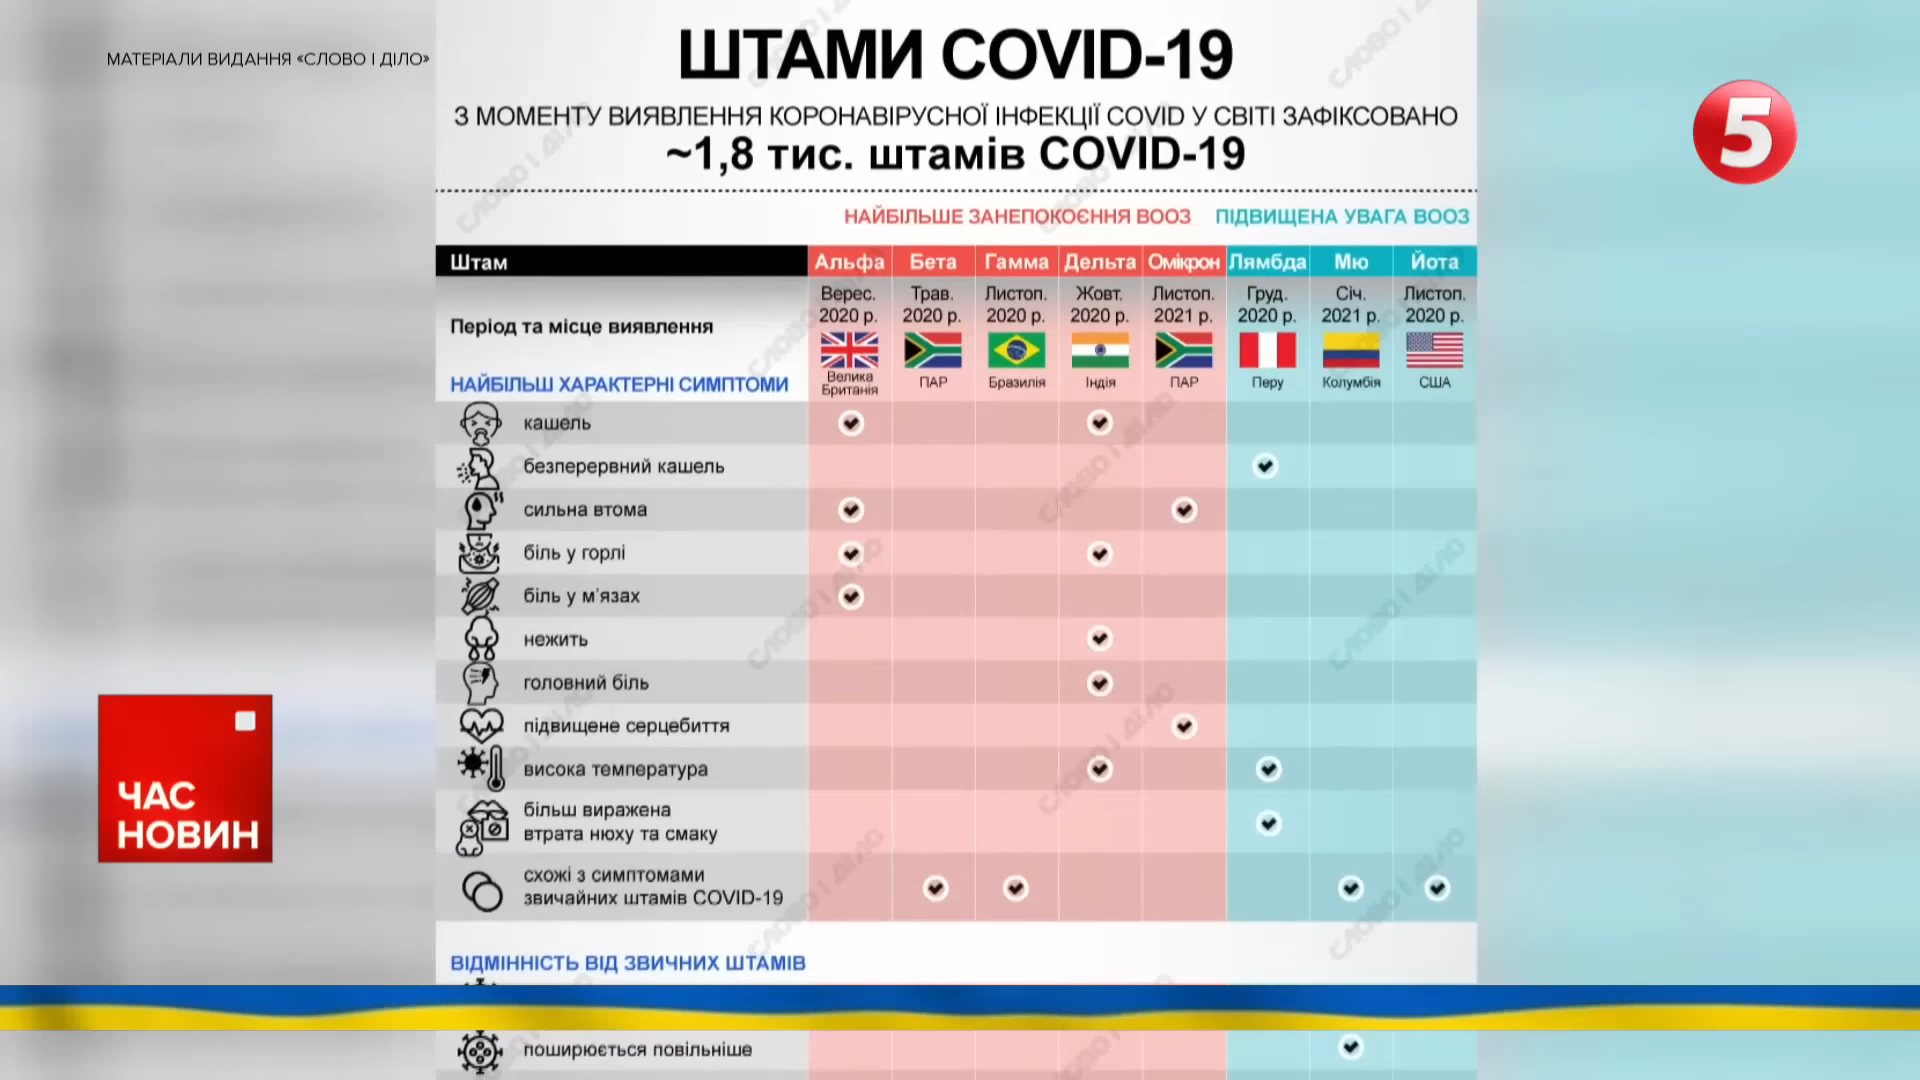 МАТЕРІАЛИ ВИДАННЯ «СЛОВО І ДІЛО»
ШТАМИ COVID-19
З МОМЕНТУ ВИЯВЛЕННЯ КОРОНАВІРУСНОЇ ІНФЕКЦІЇ COVID У СВІТІ ЗАФІКСОВАНО
~1,8 тис. штамів COVID-19
5
НАЙБІЛЬШЕ ЗАНЕПОКОЄННЯ ВООЗ ПІДВИЩЕНА УВАГА ВООЗ
Штам Альфа Бета Гамма Дельта Омікрон Лямбда Мю Йота
Період та місце виявлення
Верес. Трав. Листоп. Жовт. Листоп. Груд. Січ. Листоп.
2020 р. 2020 р. 2020 р. 2020 р. 2021 р. 2020 р. 2021 р. 2020 р.
Велика Британія ПАР Бразилія Індія ПАР Перу Колумбія США
НАЙБІЛЬШ ХАРАКТЕРНІ СИМПТОМИ
кашель
безперервний кашель
сильна втома
біль у горлі
біль у м'язах
нежить
головний біль
підвищене серцебиття
висока температура
більш виражена
втрата нюху та смаку
схожі з симптомами
звичайних штамів COVID-19
ВІДМІННІСТЬ ВІД ЗВИЧНИХ ШТАМІВ
поширюється повільніше
ЧАС
НОВИН
СЛОВО І ДІЛО